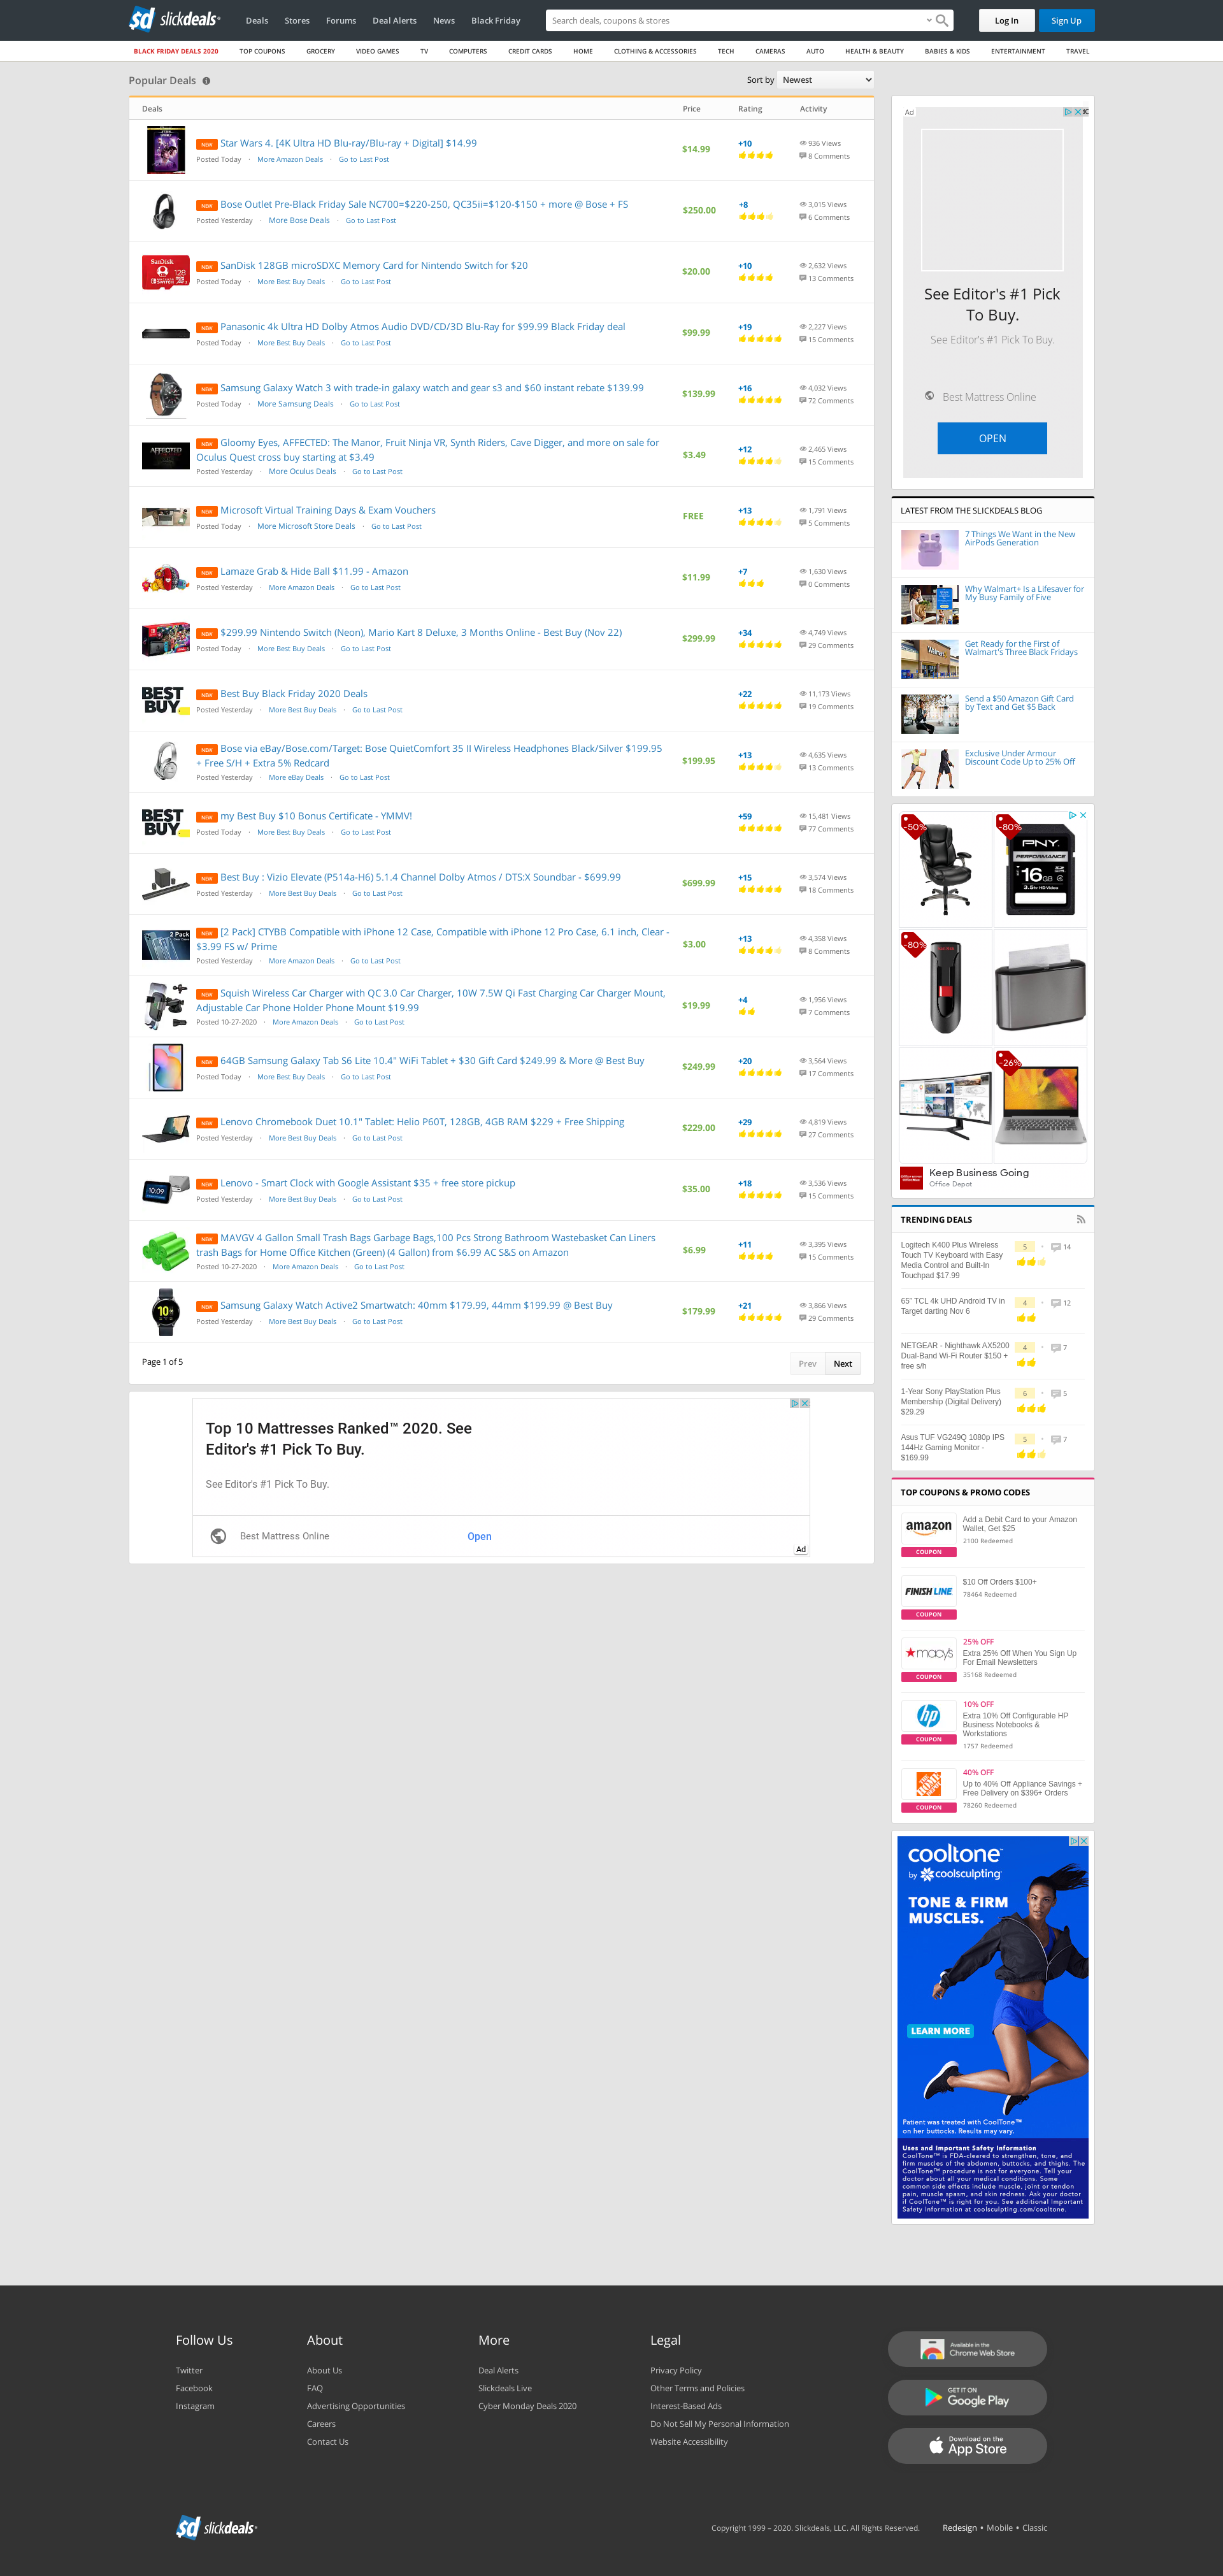 slickdeals
Deals
Stores
Forums
Deal Alerts
News
Black Friday
Search deals, coupons & stores
Log In
Sign Up
BLACK FRIDAY DEALS 2020
TOP COUPONS
GROCERY
VIDEO GAMES
TV
COMPUTERS
CREDIT CARDS
HOME
CLOTHING & ACCESSORIES
TECH
CAMERAS
AUTO
HEALTH & BEAUTY
BABIES & KIDS
ENTERTAINMENT
TRAVEL
Popular Deals
Sort by Newest
Deals Price Rating Activity
NEW Star Wars 4. [4K Ultra HD Blu-ray/Blu-ray + Digital] $14.99
Posted Today · More Amazon Deals · Go to Last Post
$14.99
+10
936 Views
8 Comments
NEW Bose Outlet Pre-Black Friday Sale NC700=$220-250, QC35ii=$120-$150 + more @ Bose + FS
Posted Yesterday · More Bose Deals · Go to Last Post
$250.00
+8
3,015 Views
6 Comments
NEW SanDisk 128GB microSDXC Memory Card for Nintendo Switch for $20
Posted Today · More Best Buy Deals · Go to Last Post
$20.00
+10
2,632 Views
13 Comments
NEW Panasonic 4k Ultra HD Dolby Atmos Audio DVD/CD/3D Blu-Ray for $99.99 Black Friday deal
Posted Today · More Best Buy Deals · Go to Last Post
$99.99
+19
2,227 Views
15 Comments
NEW Samsung Galaxy Watch 3 with trade-in galaxy watch and gear s3 and $60 instant rebate $139.99
Posted Today · More Samsung Deals · Go to Last Post
$139.99
+16
4,032 Views
72 Comments
AFFECTED
NEW Gloomy Eyes, AFFECTED: The Manor, Fruit Ninja VR, Synth Riders, Cave Digger, and more on sale for
Oculus Quest cross buy starting at $3.49
Posted Yesterday · More Oculus Deals · Go to Last Post
$3.49
+12
2,465 Views
15 Comments
NEW Microsoft Virtual Training Days & Exam Vouchers
Posted Today · More Microsoft Store Deals · Go to Last Post
FREE
+13
1,791 Views
5 Comments
NEW Lamaze Grab & Hide Ball $11.99 - Amazon
Posted Yesterday · More Amazon Deals · Go to Last Post
$11.99
+7
1,630 Views
0 Comments
NEW $299.99 Nintendo Switch (Neon), Mario Kart 8 Deluxe, 3 Months Online - Best Buy (Nov 22)
Posted Today · More Best Buy Deals · Go to Last Post
$299.99
+34
4,749 Views
29 Comments
BEST
BUY
NEW Best Buy Black Friday 2020 Deals
Posted Yesterday · More Best Buy Deals · Go to Last Post
+22
11,173 Views
19 Comments
NEW Bose via eBay/Bose.com/Target: Bose QuietComfort 35 II Wireless Headphones Black/Silver $199.95
+ Free S/H + Extra 5% Redcard
Posted Yesterday · More eBay Deals · Go to Last Post
$199.95
+13
4,635 Views
13 Comments
BEST
BUY
NEW my Best Buy $10 Bonus Certificate - YMMV!
Posted Today · More Best Buy Deals · Go to Last Post
+59
15,481 Views
77 Comments
NEW Best Buy : Vizio Elevate (P514a-H6) 5.1.4 Channel Dolby Atmos / DTS:X Soundbar - $699.99
Posted Yesterday · More Best Buy Deals · Go to Last Post
$699.99
+15
3,574 Views
18 Comments
2 Pack
NEW [2 Pack] CTYBB Compatible with iPhone 12 Case, Compatible with iPhone 12 Pro Case, 6.1 inch, Clear -
$3.99 FS w/ Prime
Posted Yesterday · More Amazon Deals · Go to Last Post
$3.00
+13
4,358 Views
8 Comments
NEW Squish Wireless Car Charger with QC 3.0 Car Charger, 10W 7.5W Qi Fast Charging Car Charger Mount,
Adjustable Car Phone Holder Phone Mount $19.99
Posted 10-27-2020 · More Amazon Deals · Go to Last Post
$19.99
+4
1,956 Views
7 Comments
NEW 64GB Samsung Galaxy Tab S6 Lite 10.4" WiFi Tablet + $30 Gift Card $249.99 & More @ Best Buy
Posted Today · More Best Buy Deals · Go to Last Post
$249.99
+20
3,564 Views
17 Comments
NEW Lenovo Chromebook Duet 10.1" Tablet: Helio P60T, 128GB, 4GB RAM $229 + Free Shipping
Posted Yesterday · More Best Buy Deals · Go to Last Post
$229.00
+29
4,819 Views
27 Comments
NEW Lenovo - Smart Clock with Google Assistant $35 + free store pickup
Posted Yesterday · More Best Buy Deals · Go to Last Post
$35.00
+18
3,536 Views
15 Comments
NEW MAVGV 4 Gallon Small Trash Bags Garbage Bags,100 Pcs Strong Bathroom Wastebasket Can Liners
trash Bags for Home Office Kitchen (Green) (4 Gallon) from $6.99 AC S&S on Amazon
Posted 10-27-2020 · More Amazon Deals · Go to Last Post
$6.99
+11
3,395 Views
15 Comments
NEW Samsung Galaxy Watch Active2 Smartwatch: 40mm $179.99, 44mm $199.99 @ Best Buy
Posted Yesterday · More Best Buy Deals · Go to Last Post
$179.99
+21
3,866 Views
29 Comments
Page 1 of 5
Prev Next
Top 10 Mattresses Ranked™ 2020. See
Editor's #1 Pick To Buy.
See Editor's #1 Pick To Buy.
Best Mattress Online
Open
Ad
Ad
See Editor's #1 Pick
To Buy.
See Editor's #1 Pick To Buy.
Best Mattress Online
OPEN
LATEST FROM THE SLICKDEALS BLOG
7 Things We Want in the New
AirPods Generation
Why Walmart+ Is a Lifesaver for
My Busy Family of Five
Get Ready for the First of
Walmart's Three Black Fridays
Send a $50 Amazon Gift Card
by Text and Get $5 Back
Exclusive Under Armour
Discount Code Up to 25% Off
-50%
-80%
PNY
PERFORMANCE
16 GB
-80%
-26%
Keep Business Going
Office Depot
TRENDING DEALS
Logitech K400 Plus Wireless
Touch TV Keyboard with Easy
Media Control and Built-In
Touchpad $17.99
5 · 14
65" TCL 4k UHD Android TV in
Target darting Nov 6
4 · 12
NETGEAR - Nighthawk AX5200
Dual-Band Wi-Fi Router $150 +
free s/h
4 · 7
1-Year Sony PlayStation Plus
Membership (Digital Delivery)
$29.29
6 · 5
Asus TUF VG249Q 1080p IPS
144Hz Gaming Monitor -
$169.99
5 · 7
TOP COUPONS & PROMO CODES
amazon
COUPON
Add a Debit Card to your Amazon
Wallet, Get $25
2100 Redeemed
FINISH LINE
COUPON
$10 Off Orders $100+
78464 Redeemed
macy's
COUPON
25% OFF
Extra 25% Off When You Sign Up
For Email Newsletters
35168 Redeemed
hp
COUPON
10% OFF
Extra 10% Off Configurable HP
Business Notebooks &
Workstations
1757 Redeemed
COUPON
40% OFF
Up to 40% Off Appliance Savings +
Free Delivery on $396+ Orders
78260 Redeemed
cooltone™
by coolsculpting™
TONE & FIRM
MUSCLES.
LEARN MORE
Patient was treated with CoolTone™
on her buttocks. Results may vary.
Uses and Important Safety Information
CoolTone™ is FDA-cleared to strengthen, tone, and
firm muscles of the abdomen, buttocks, and thighs. The
CoolTone™ procedure is not for everyone. Tell your
doctor about all your medical conditions. Some
common side effects include muscle, joint or tendon
pain, muscle spasm, and skin redness. Ask your doctor
if CoolTone™ is right for you. See additional Important
Safety Information at coolsculpting.com/cooltone.
Follow Us
Twitter
Facebook
Instagram
About
About Us
FAQ
Advertising Opportunities
Careers
Contact Us
More
Deal Alerts
Slickdeals Live
Cyber Monday Deals 2020
Legal
Privacy Policy
Other Terms and Policies
Interest-Based Ads
Do Not Sell My Personal Information
Website Accessibility
Available in the
Chrome Web Store
GET IT ON
Google Play
Download on the
App Store
slickdeals
Copyright 1999 – 2020. Slickdeals, LLC. All Rights Reserved.
Redesign • Mobile • Classic